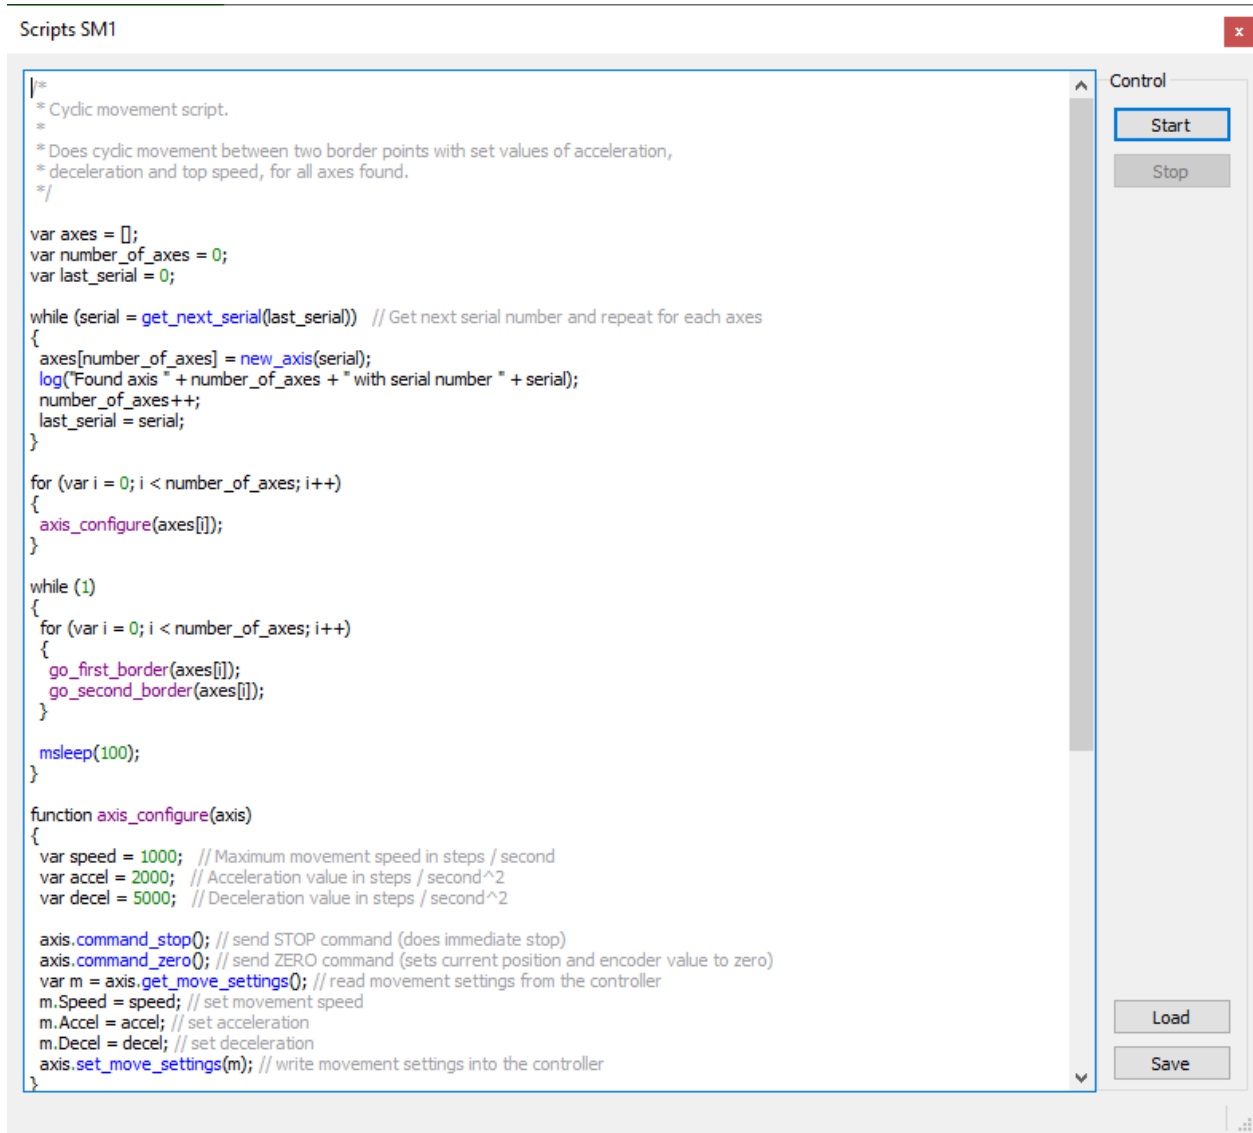 Scripts SM1
x
/*
* Cyclic movement script.
*
* Does cyclic movement between two border points with set values of acceleration,
* deceleration and top speed, for all axes found.
*/
var axes = [];
var number_of_axes = 0;
var last_serial = 0;
while (serial = get_next_serial(last_serial)) // Get next serial number and repeat for each axes
{
axes[number_of_axes] = new_axis(serial);
log("Found axis " + number_of_axes + " with serial number " + serial);
number_of_axes++;
last_serial = serial;
}
for (var i = 0; i < number_of_axes; i++)
{
axis_configure(axes[i]);
}
while (1)
{
for (var i = 0; i < number_of_axes; i++)
{
go_first_border(axes[i]);
go_second_border(axes[i]);
}
msleep(100);
}
function axis_configure(axis)
{
var speed = 1000; // Maximum movement speed in steps / second
var accel = 2000; // Acceleration value in steps / second^2
var decel = 5000; // Deceleration value in steps / second^2
axis.command_stop(); // send STOP command (does immediate stop)
axis.command_zero(); // send ZERO command (sets current position and encoder value to zero)
var m = axis.get_move_settings(); // read movement settings from the controller
m.Speed = speed; // set movement speed
m.Accel = accel; // set acceleration
m.Decel = decel; // set deceleration
axis.set_move_settings(m); // write movement settings into the controller
}
Control
Start
Stop
Load
Save